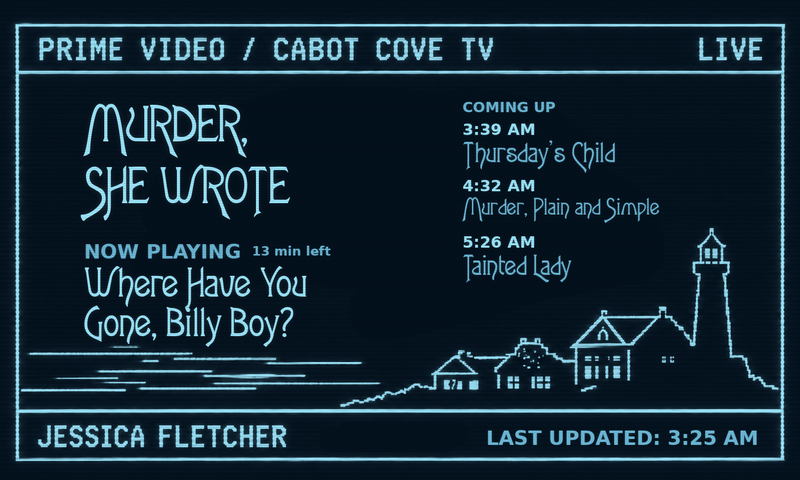 PRIME VIDEO / CABOT COVE TV
LIVE
MURDER,
SHE WROTE
NOW PLAYING 13 min left
Where Have You
Gone, Billy Boy?
COMING UP
3:39 AM
Thursday's Child
4:32 AM
Murder, Plain and Simple
5:26 AM
Tainted Lady
JESSICA FLETCHER
LAST UPDATED: 3:25 AM